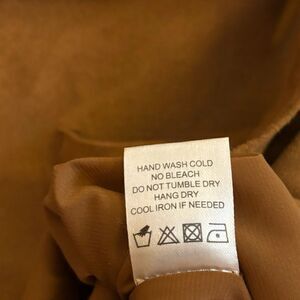 HAND WASH COLD
NO BLEACH
DO NOT TUMBLE DRY
HANG DRY
COOL IRON IF NEEDED